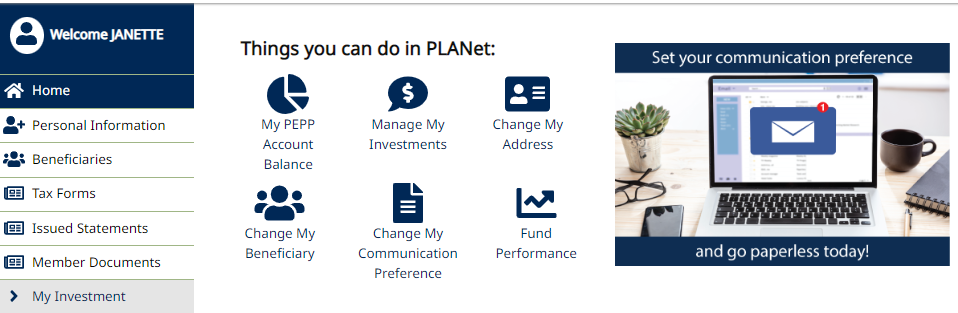 Welcome JANETTE
Home
Personal Information
Beneficiaries
Tax Forms
Issued Statements
Member Documents
My Investment
Things you can do in PLANet:
My PEPP
Account
Balance
Manage My
Investments
Change My
Address
Change My
Beneficiary
Change My
Communication
Preference
Fund
Performance
Set your communication preference
1
and go paperless today!